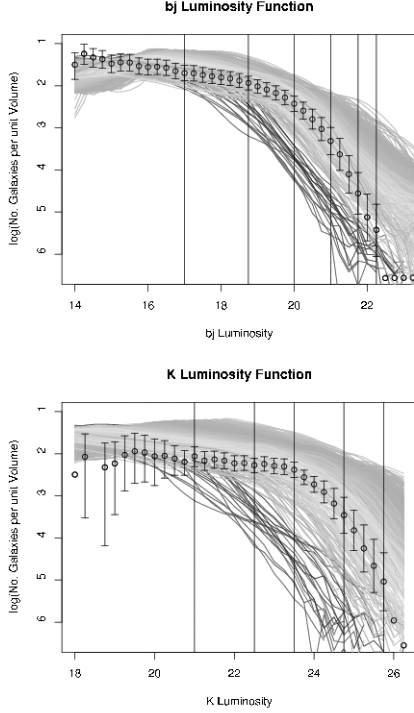 bj Luminosity Function
log(No. Galaxies per unit Volume)
1
2
3
4
5
6
14 16 18 20 22
bj Luminosity
K Luminosity Function
log(No. Galaxies per unit Volume)
1
2
3
4
5
6
18 20 22 24 26
K Luminosity